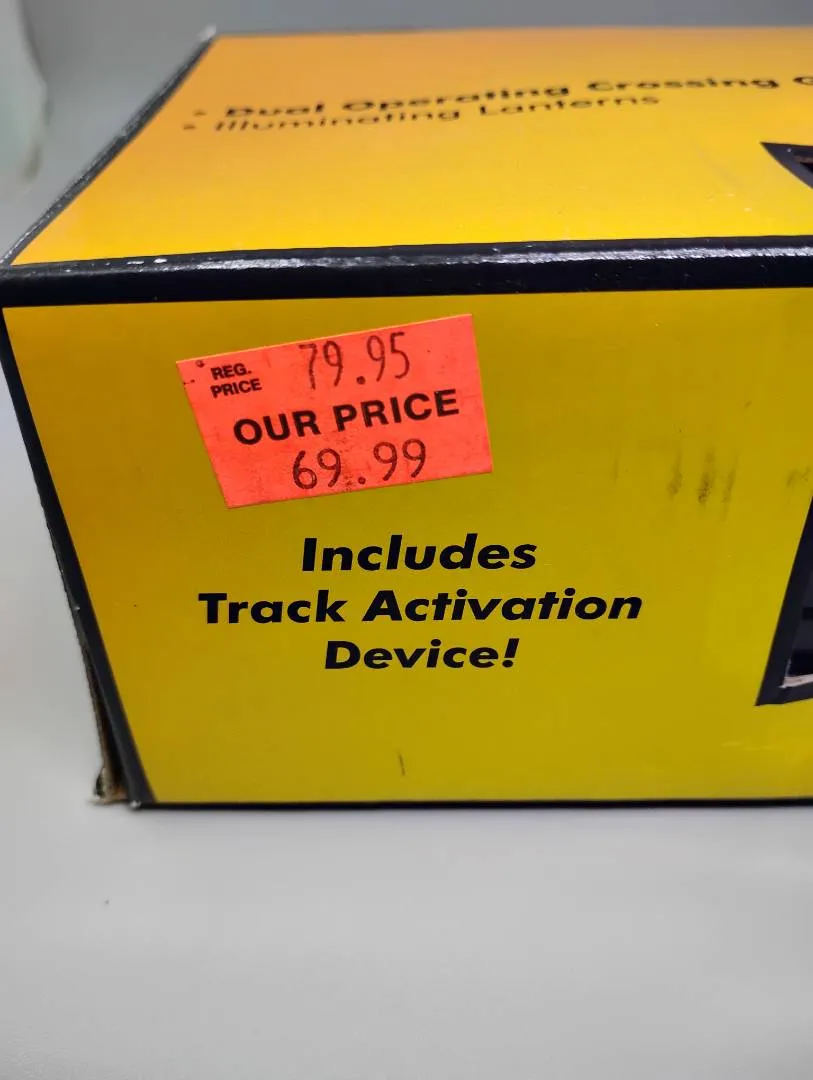 • Dual Operating Crossing
• Illuminating Lanterns
REG. PRICE 79.95
OUR PRICE
69.99
Includes
Track Activation
Device!